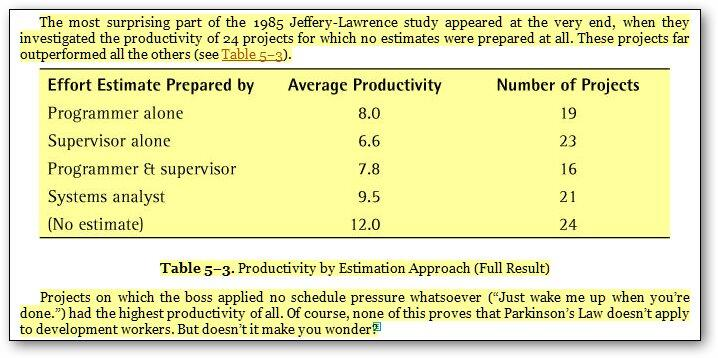 The most surprising part of the 1985 Jeffery-Lawrence study appeared at the very end, when they
investigated the productivity of 24 projects for which no estimates were prepared at all. These projects far
outperformed all the others (see Table 5–3).
Effort Estimate Prepared by Average Productivity Number of Projects
Programmer alone 8.0 19
Supervisor alone 6.6 23
Programmer & supervisor 7.8 16
Systems analyst 9.5 21
(No estimate) 12.0 24
Table 5–3. Productivity by Estimation Approach (Full Result)
Projects on which the boss applied no schedule pressure whatsoever (“Just wake me up when you’re
done.”) had the highest productivity of all. Of course, none of this proves that Parkinson’s Law doesn’t apply
to development workers. But doesn’t it make you wonder?